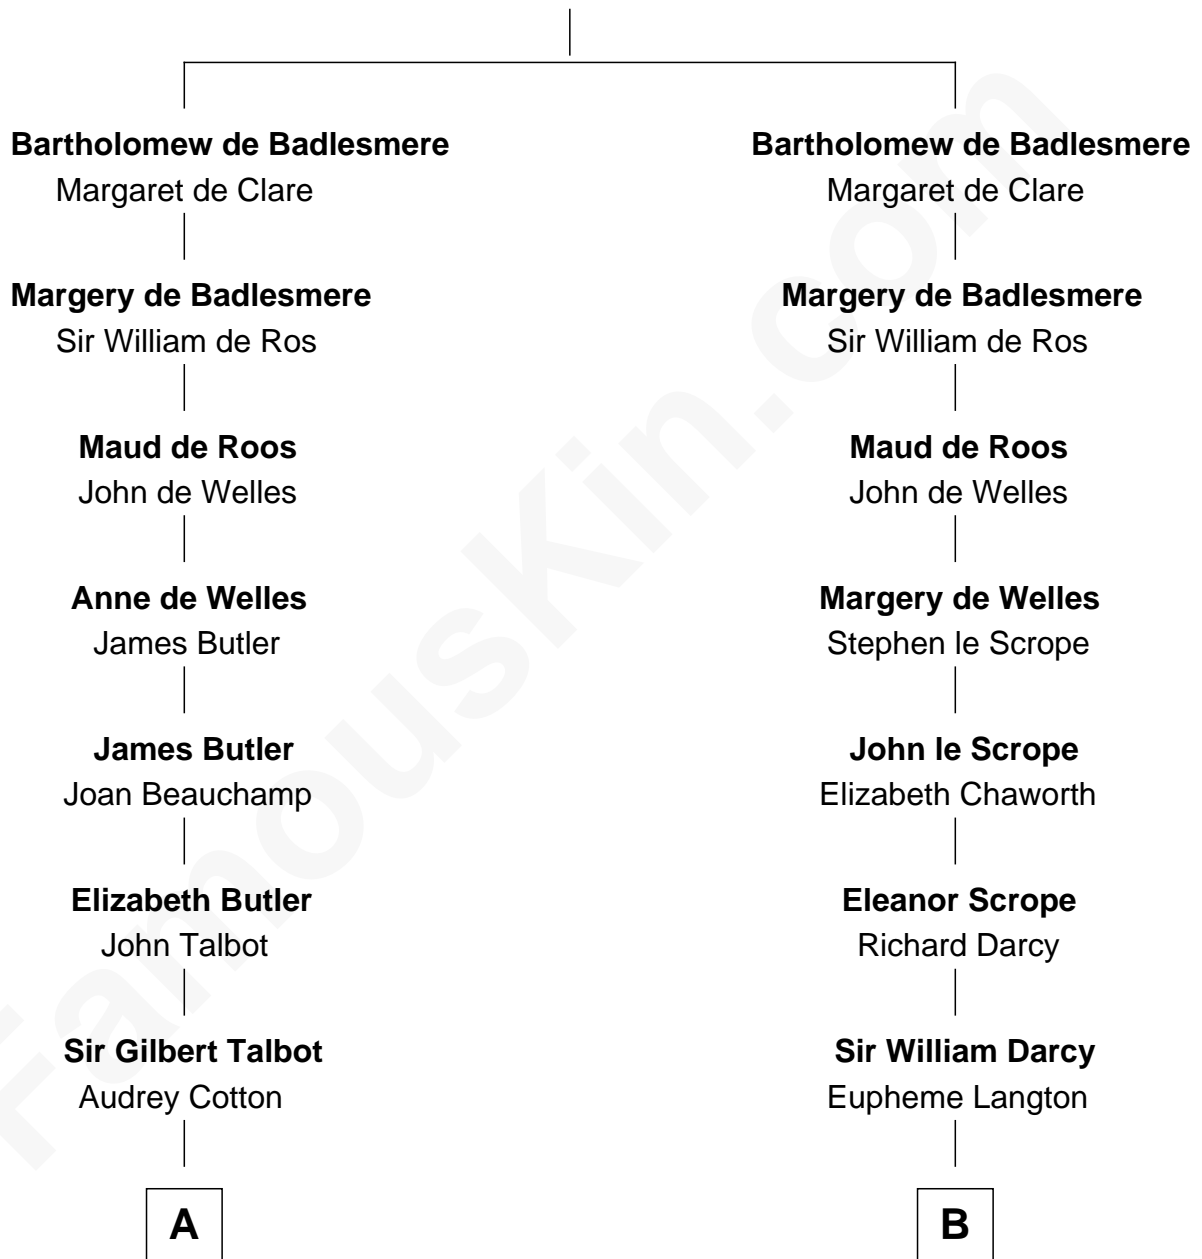 Bartholomew de Badlesmere
Margaret de Clare
Margery de Badlesmere
Sir William de Ros
Maud de Roos
John de Welles
Anne de Welles
James Butler
James Butler
Joan Beauchamp
Elizabeth Butler
John Talbot
Sir Gilbert Talbot
Audrey Cotton
A
Bartholomew de Badlesmere
Margaret de Clare
Margery de Badlesmere
Sir William de Ros
Maud de Roos
John de Welles
Margery de Welles
Stephen le Scrope
John le Scrope
Elizabeth Chaworth
Eleanor Scrope
Richard Darcy
Sir William Darcy
Eupheme Langton
B
FamousKin.com